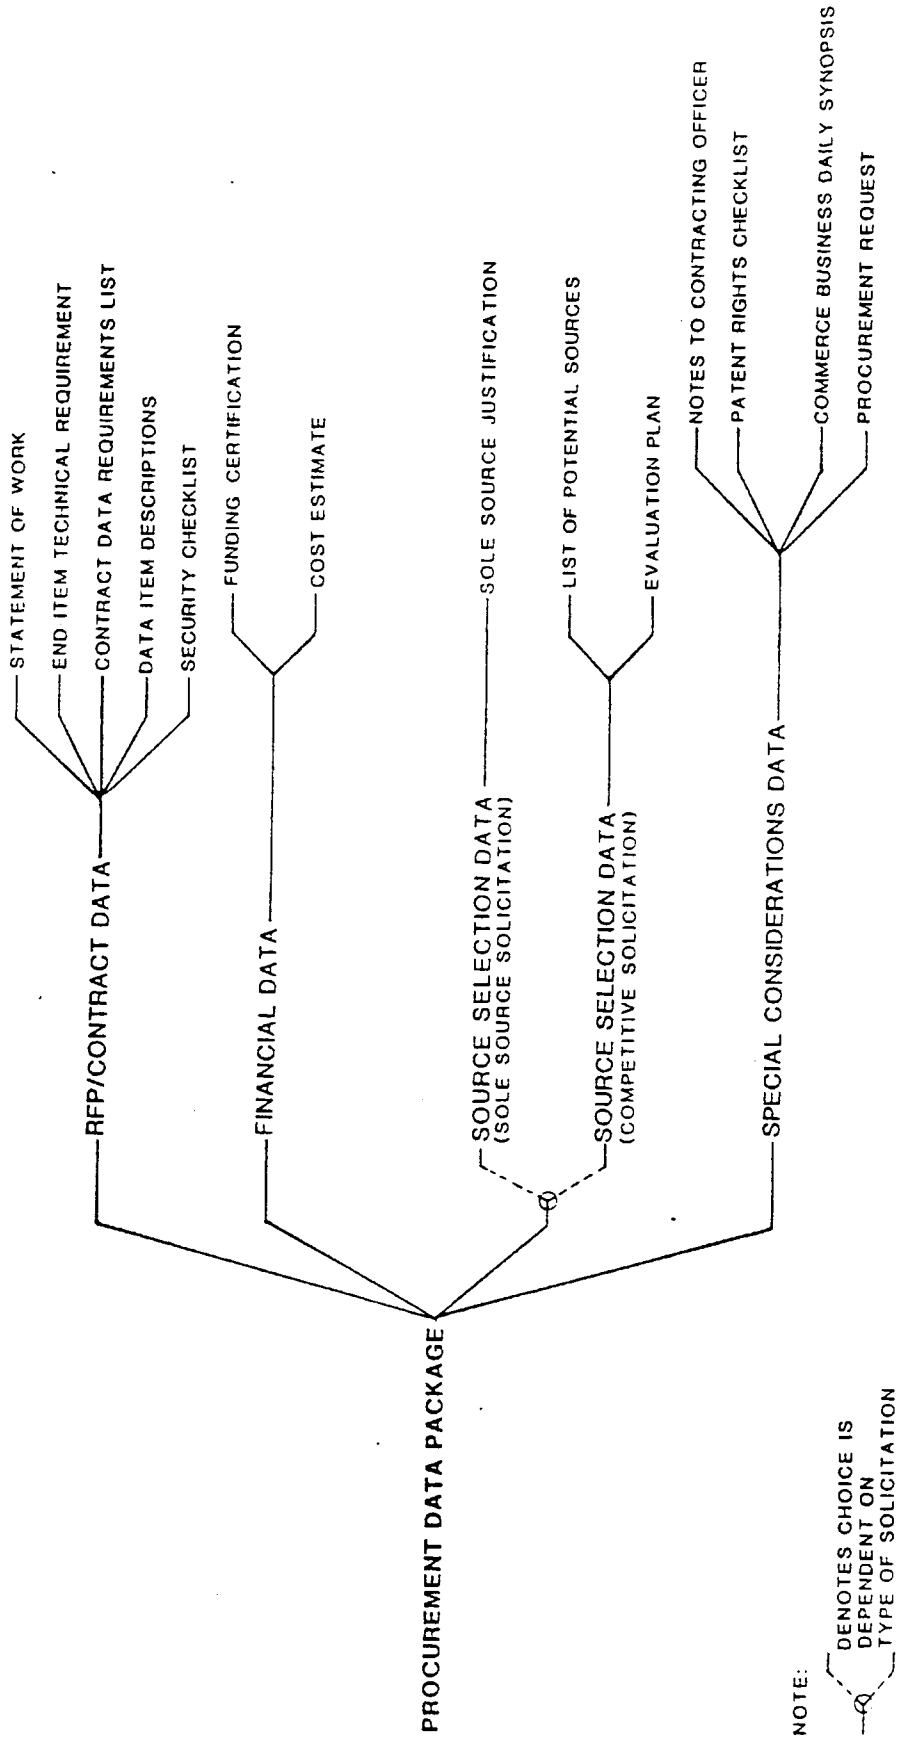 PROCUREMENT DATA PACKAGE
RFP/CONTRACT DATA
STATEMENT OF WORK
END ITEM TECHNICAL REQUIREMENT
CONTRACT DATA REQUIREMENTS LIST
DATA ITEM DESCRIPTIONS
SECURITY CHECKLIST
FINANCIAL DATA
FUNDING CERTIFICATION
COST ESTIMATE
SOURCE SELECTION DATA
(SOLE SOURCE SOLICITATION)
SOLE SOURCE JUSTIFICATION
SOURCE SELECTION DATA
(COMPETITIVE SOLICITATION)
LIST OF POTENTIAL SOURCES
EVALUATION PLAN
SPECIAL CONSIDERATIONS DATA
NOTES TO CONTRACTING OFFICER
PATENT RIGHTS CHECKLIST
COMMERCE BUSINESS DAILY SYNOPSIS
PROCUREMENT REQUEST
NOTE:
DENOTES CHOICE IS
DEPENDENT ON
TYPE OF SOLICITATION